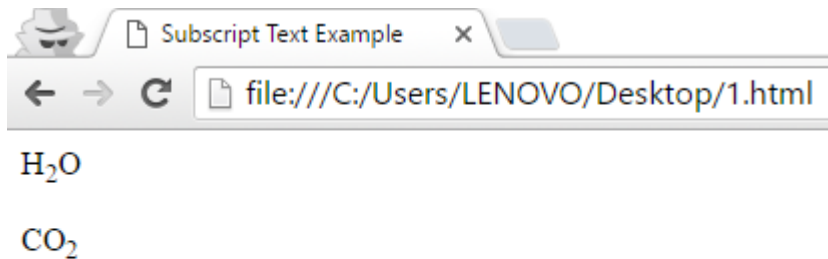 Subscript Text Example
file:///C:/Users/LENOVO/Desktop/1.html
H₂O
CO₂